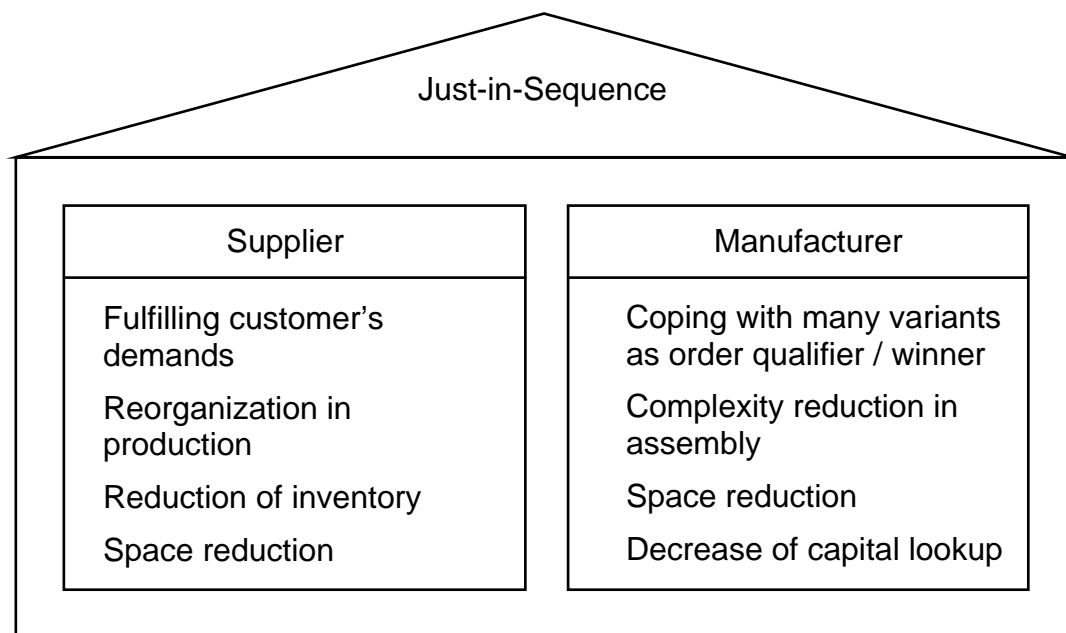 Just-in-Sequence
Supplier
Fulfilling customer’s
demands
Reorganization in
production
Reduction of inventory
Space reduction
Manufacturer
Coping with many variants
as order qualifier / winner
Complexity reduction in
assembly
Space reduction
Decrease of capital lookup